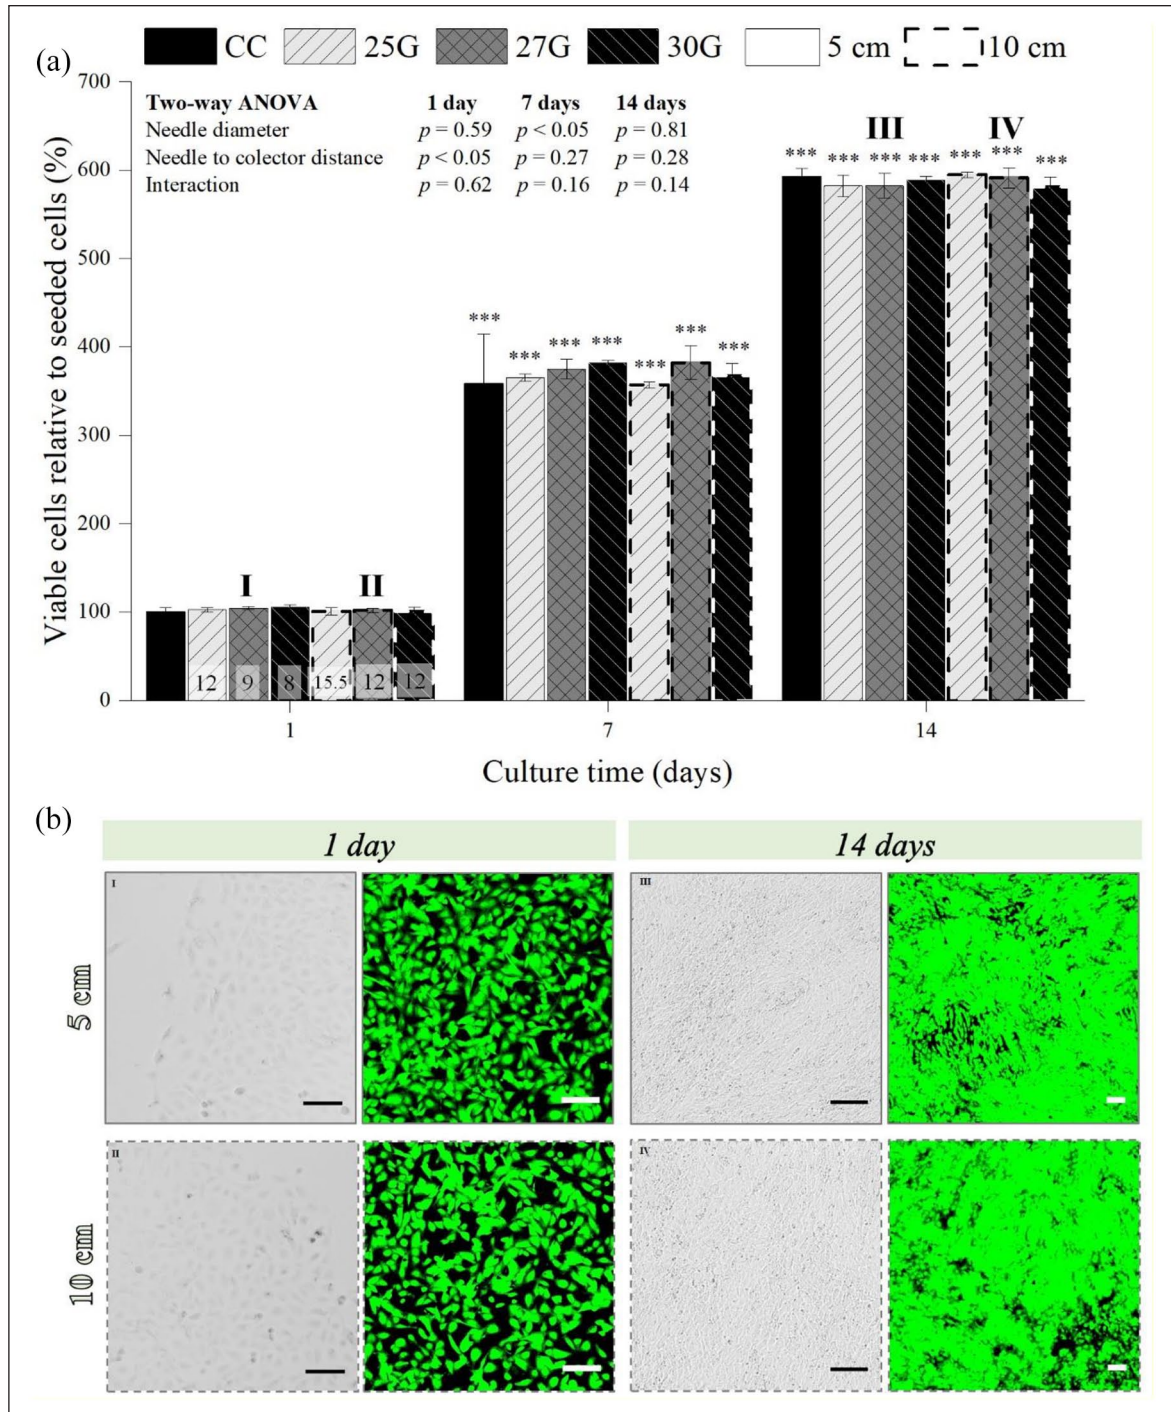 (a)
CC 25G 27G 30G 5 cm 10 cm
Two-way ANOVA 1 day 7 days 14 days
Needle diameter p = 0.59 p < 0.05 p = 0.81
Needle to colector distance p < 0.05 p = 0.27 p = 0.28
Interaction p = 0.62 p = 0.16 p = 0.14
Viable cells relative to seeded cells (%)
700
600
500
400
300
200
100
0
III IV
*** *** *** *** *** *** ***
*** *** *** *** *** *** ***
I II
12 9 8 15.5 12 12
1 7 14
Culture time (days)
(b)
1 day 14 days
5 cm
I
III
10 cm
II
IV